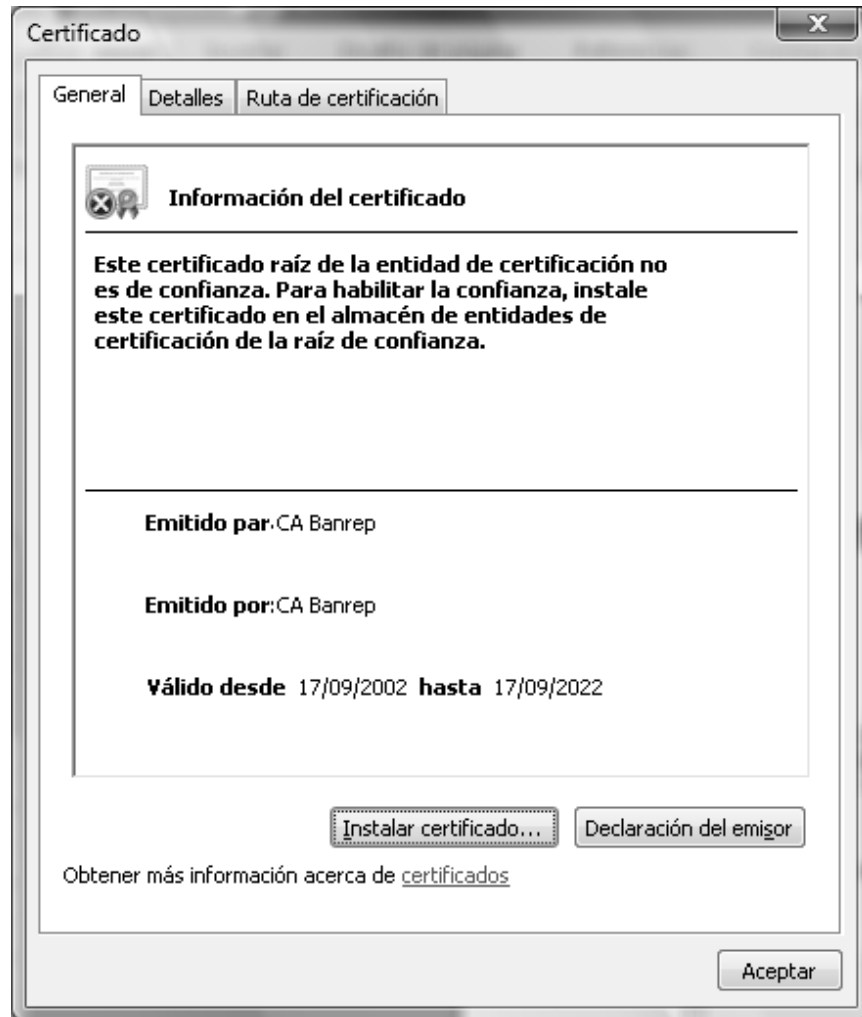 Certificado
General Detalles Ruta de certificación
Información del certificado
Este certificado raíz de la entidad de certificación no
es de confianza. Para habilitar la confianza, instale
este certificado en el almacén de entidades de
certificación de la raíz de confianza.
Emitido par CA Banrep
Emitido por: CA Banrep
Válido desde 17/09/2002 hasta 17/09/2022
Instalar certificado... Declaración del emisor
Obtener más información acerca de certificados
Aceptar